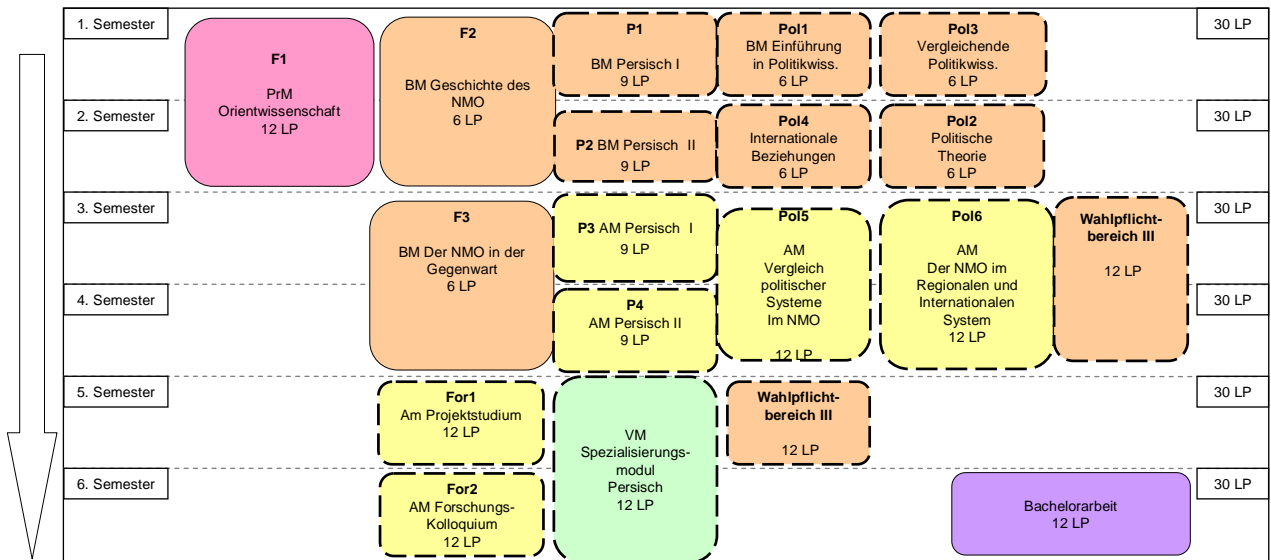 1. Semester
F1
PrM
Orientwissenschaft
12 LP
F2
BM Geschichte des
NMO
6 LP
P1
BM Persisch I
9 LP
Pol1
BM Einführung
in Politikwiss.
6 LP
Pol3
Vergleichende
Politikwiss.
6 LP
30 LP
2. Semester
P2 BM Persisch II
9 LP
Pol4
Internationale
Beziehungen
6 LP
Pol2
Politische
Theorie
6 LP
30 LP
3. Semester
F3
BM Der NMO in der
Gegenwart
6 LP
P3 AM Persisch I
9 LP
Pol5
AM
Vergleich
politischer
Systeme
Im NMO
12 LP
Pol6
AM
Der NMO im
Regionalen und
Internationalen
System
12 LP
Wahlpflicht-
bereich III
12 LP
30 LP
4. Semester
P4
AM Persisch II
9 LP
30 LP
5. Semester
For1
Am Projektstudium
12 LP
VM
Spezialisierungs-
modul
Persisch
12 LP
Wahlpflicht-
bereich III
12 LP
30 LP
6. Semester
For2
AM Forschungs-
Kolloquium
12 LP
Bachelorarbeit
12 LP
30 LP